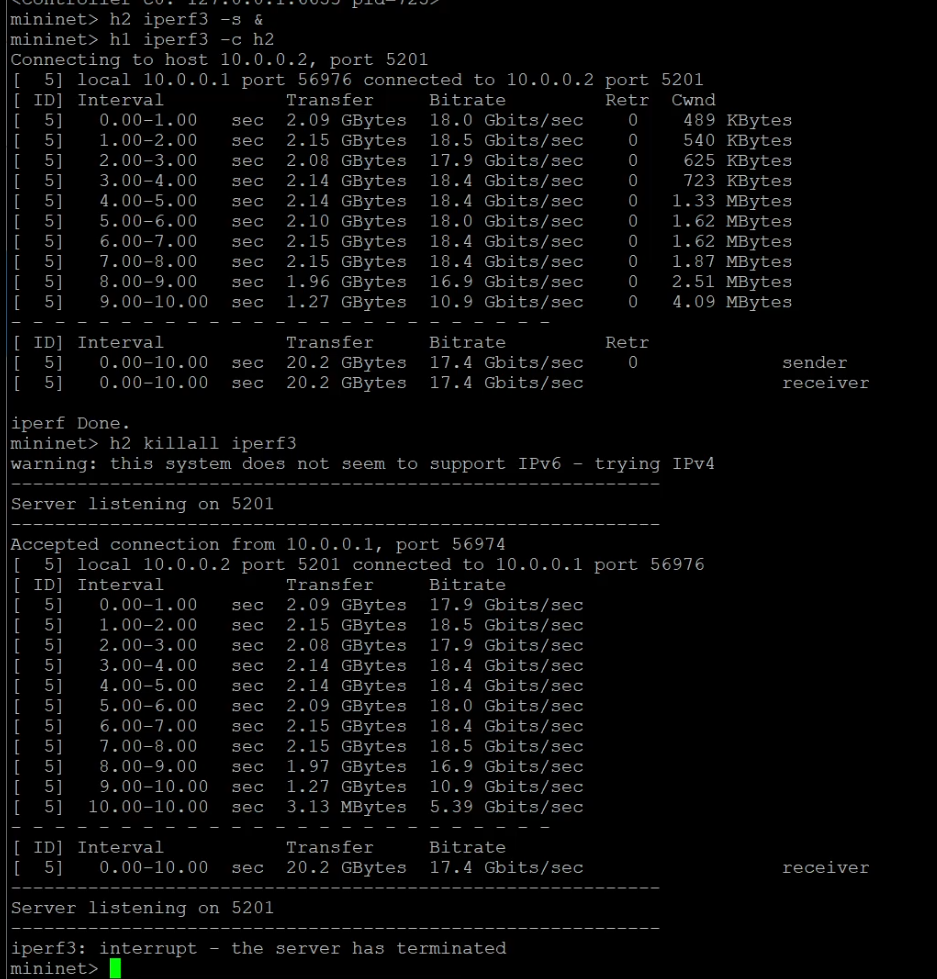 mininet> h2 iperf3 -s &
mininet> h1 iperf3 -c h2
Connecting to host 10.0.0.2, port 5201
[  5] local 10.0.0.1 port 56976 connected to 10.0.0.2 port 5201
[ ID] Interval           Transfer     Bitrate         Retr  Cwnd
[  5]   0.00-1.00   sec  2.09 GBytes  18.0 Gbits/sec    0    489 KBytes
[  5]   1.00-2.00   sec  2.15 GBytes  18.5 Gbits/sec    0    540 KBytes
[  5]   2.00-3.00   sec  2.08 GBytes  17.9 Gbits/sec    0    625 KBytes
[  5]   3.00-4.00   sec  2.14 GBytes  18.4 Gbits/sec    0    723 KBytes
[  5]   4.00-5.00   sec  2.14 GBytes  18.4 Gbits/sec    0   1.33 MBytes
[  5]   5.00-6.00   sec  2.10 GBytes  18.0 Gbits/sec    0   1.62 MBytes
[  5]   6.00-7.00   sec  2.15 GBytes  18.4 Gbits/sec    0   1.62 MBytes
[  5]   7.00-8.00   sec  2.15 GBytes  18.4 Gbits/sec    0   1.87 MBytes
[  5]   8.00-9.00   sec  1.96 GBytes  16.9 Gbits/sec    0   2.51 MBytes
[  5]   9.00-10.00  sec  1.27 GBytes  10.9 Gbits/sec    0   4.09 MBytes
- - - - - - - - - - - - - - - - - - - - - - - - -
[ ID] Interval           Transfer     Bitrate         Retr
[  5]   0.00-10.00  sec  20.2 GBytes  17.4 Gbits/sec    0             sender
[  5]   0.00-10.00  sec  20.2 GBytes  17.4 Gbits/sec                  receiver
iperf Done.
mininet> h2 killall iperf3
warning: this system does not seem to support IPv6 - trying IPv4
-----------------------------------------------------------
Server listening on 5201
-----------------------------------------------------------
Accepted connection from 10.0.0.1, port 56974
[  5] local 10.0.0.2 port 5201 connected to 10.0.0.1 port 56976
[ ID] Interval           Transfer     Bitrate
[  5]   0.00-1.00   sec  2.09 GBytes  17.9 Gbits/sec
[  5]   1.00-2.00   sec  2.15 GBytes  18.5 Gbits/sec
[  5]   2.00-3.00   sec  2.08 GBytes  17.9 Gbits/sec
[  5]   3.00-4.00   sec  2.14 GBytes  18.4 Gbits/sec
[  5]   4.00-5.00   sec  2.14 GBytes  18.4 Gbits/sec
[  5]   5.00-6.00   sec  2.09 GBytes  18.0 Gbits/sec
[  5]   6.00-7.00   sec  2.15 GBytes  18.4 Gbits/sec
[  5]   7.00-8.00   sec  2.15 GBytes  18.5 Gbits/sec
[  5]   8.00-9.00   sec  1.97 GBytes  16.9 Gbits/sec
[  5]   9.00-10.00  sec  1.27 GBytes  10.9 Gbits/sec
[  5]  10.00-10.00  sec  3.13 MBytes  5.39 Gbits/sec
- - - - - - - - - - - - - - - - - - - - - - - - -
[ ID] Interval           Transfer     Bitrate
[  5]   0.00-10.00  sec  20.2 GBytes  17.4 Gbits/sec                  receiver
-----------------------------------------------------------
Server listening on 5201
-----------------------------------------------------------
iperf3: interrupt - the server has terminated
mininet>